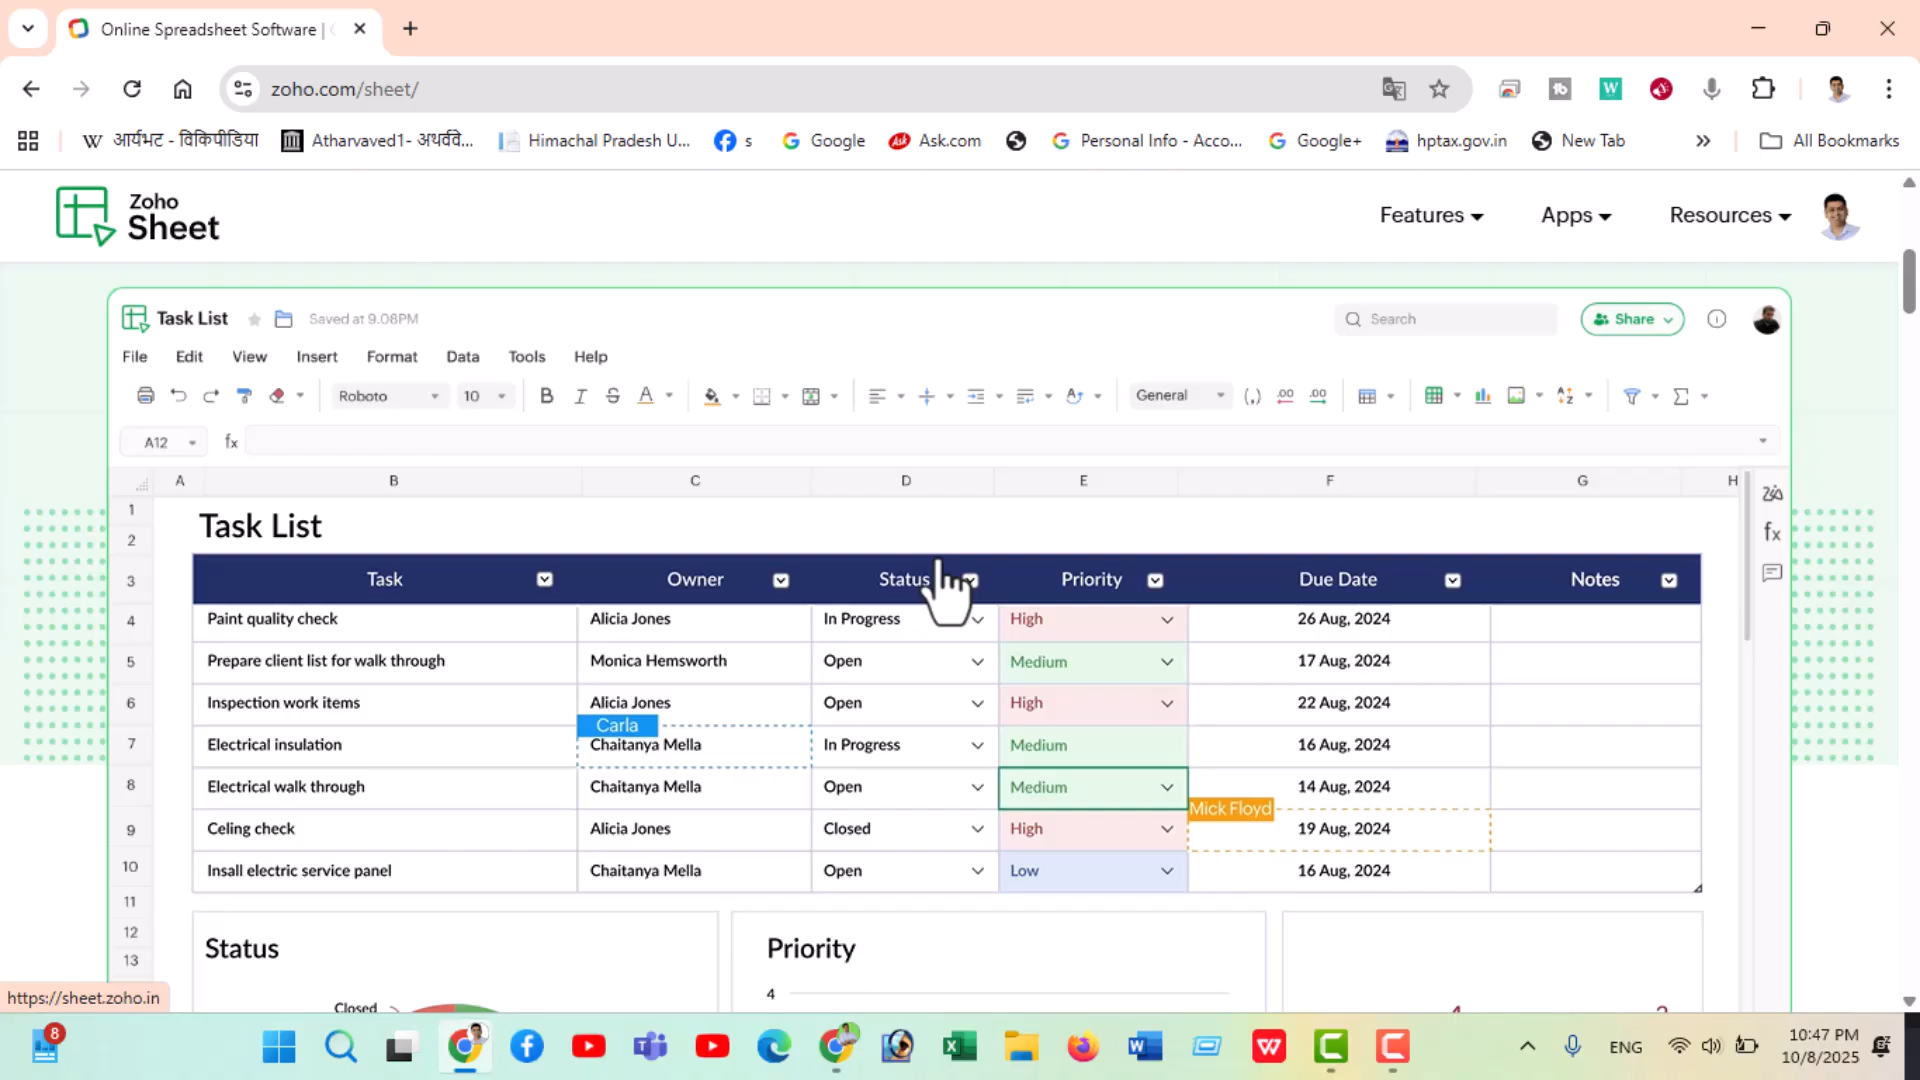 Online Spreadsheet Software |
zoho.com/sheet/
आर्यभट - विकिपीडिया
Atharvaved1- अथर्ववे...
Himachal Pradesh U...
s
Google
Ask.com
Personal Info - Acco...
Google+
hptax.gov.in
New Tab
All Bookmarks
Zoho
Sheet
Features
Apps
Resources
Task List
Saved at 9.08PM
Search
Share
File Edit View Insert Format Data Tools Help
Roboto 10 B I S A General (,) .00 .00 Σ
A12 fx
A B C D E F G H
1 Task List
2
3 Task Owner Status Priority Due Date Notes
4 Paint quality check Alicia Jones In Progress High 26 Aug, 2024
5 Prepare client list for walk through Monica Hemsworth Open Medium 17 Aug, 2024
6 Inspection work items Alicia Jones Open High 22 Aug, 2024
Carla
7 Electrical insulation Chaitanya Mella In Progress Medium 16 Aug, 2024
8 Electrical walk through Chaitanya Mella Open Medium 14 Aug, 2024
Mick Floyd
9 Celing check Alicia Jones Closed High 19 Aug, 2024
10 Insall electric service panel Chaitanya Mella Open Low 16 Aug, 2024
11
12
Status Priority
13
4
Closed
https://sheet.zoho.in
8
ENG
10:47 PM
10/8/2025